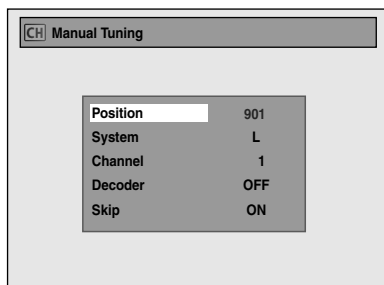 CH Manual Tuning
Position 901
System L
Channel 1
Decoder OFF
Skip ON